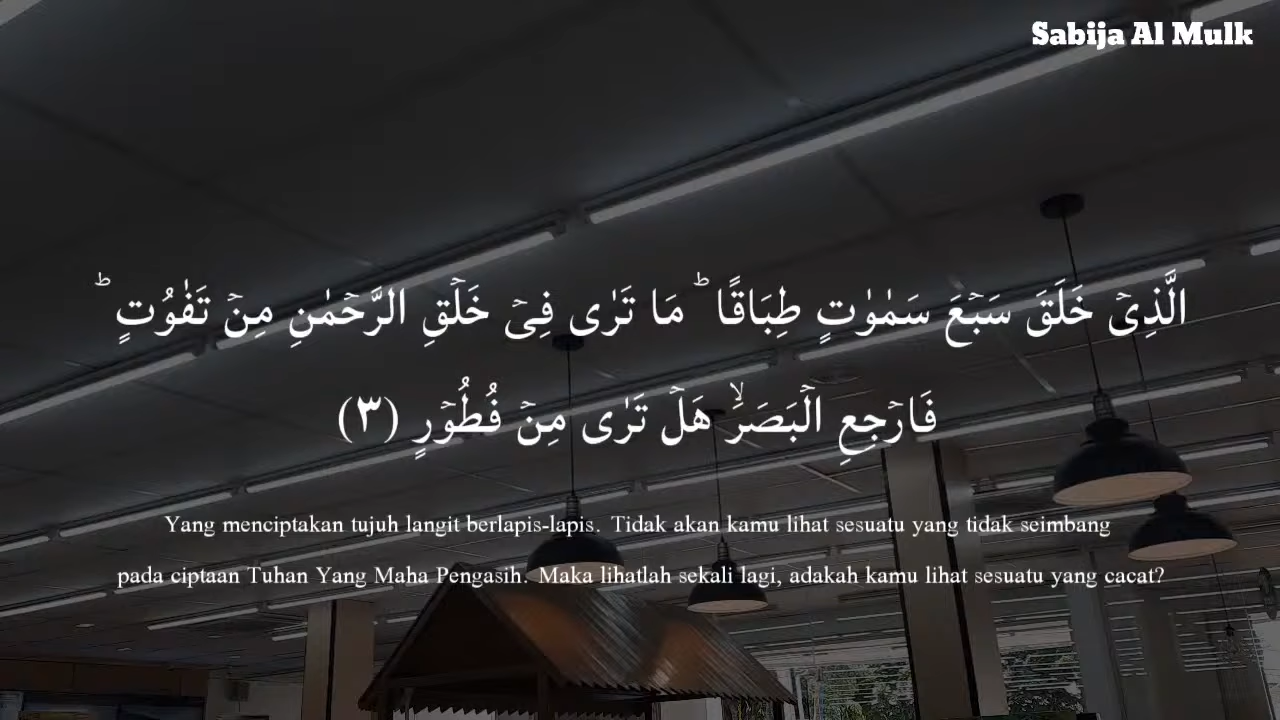 Sabija Al Mulk
الَّذِيْ خَلَقَ سَبْعَ سَمٰوٰتٍ طِبَاقًا ۗ مَا تَرٰى فِيْ خَلْقِ الرَّحْمٰنِ مِنْ تَفٰوُتٍ ۗ
فَارْجِعِ الْبَصَرَۙ هَلْ تَرٰى مِنْ فُطُوْرٍ (٣)
Yang menciptakan tujuh langit berlapis-lapis. Tidak akan kamu lihat sesuatu yang tidak seimbang
pada ciptaan Tuhan Yang Maha Pengasih. Maka lihatlah sekali lagi, adakah kamu lihat sesuatu yang cacat?